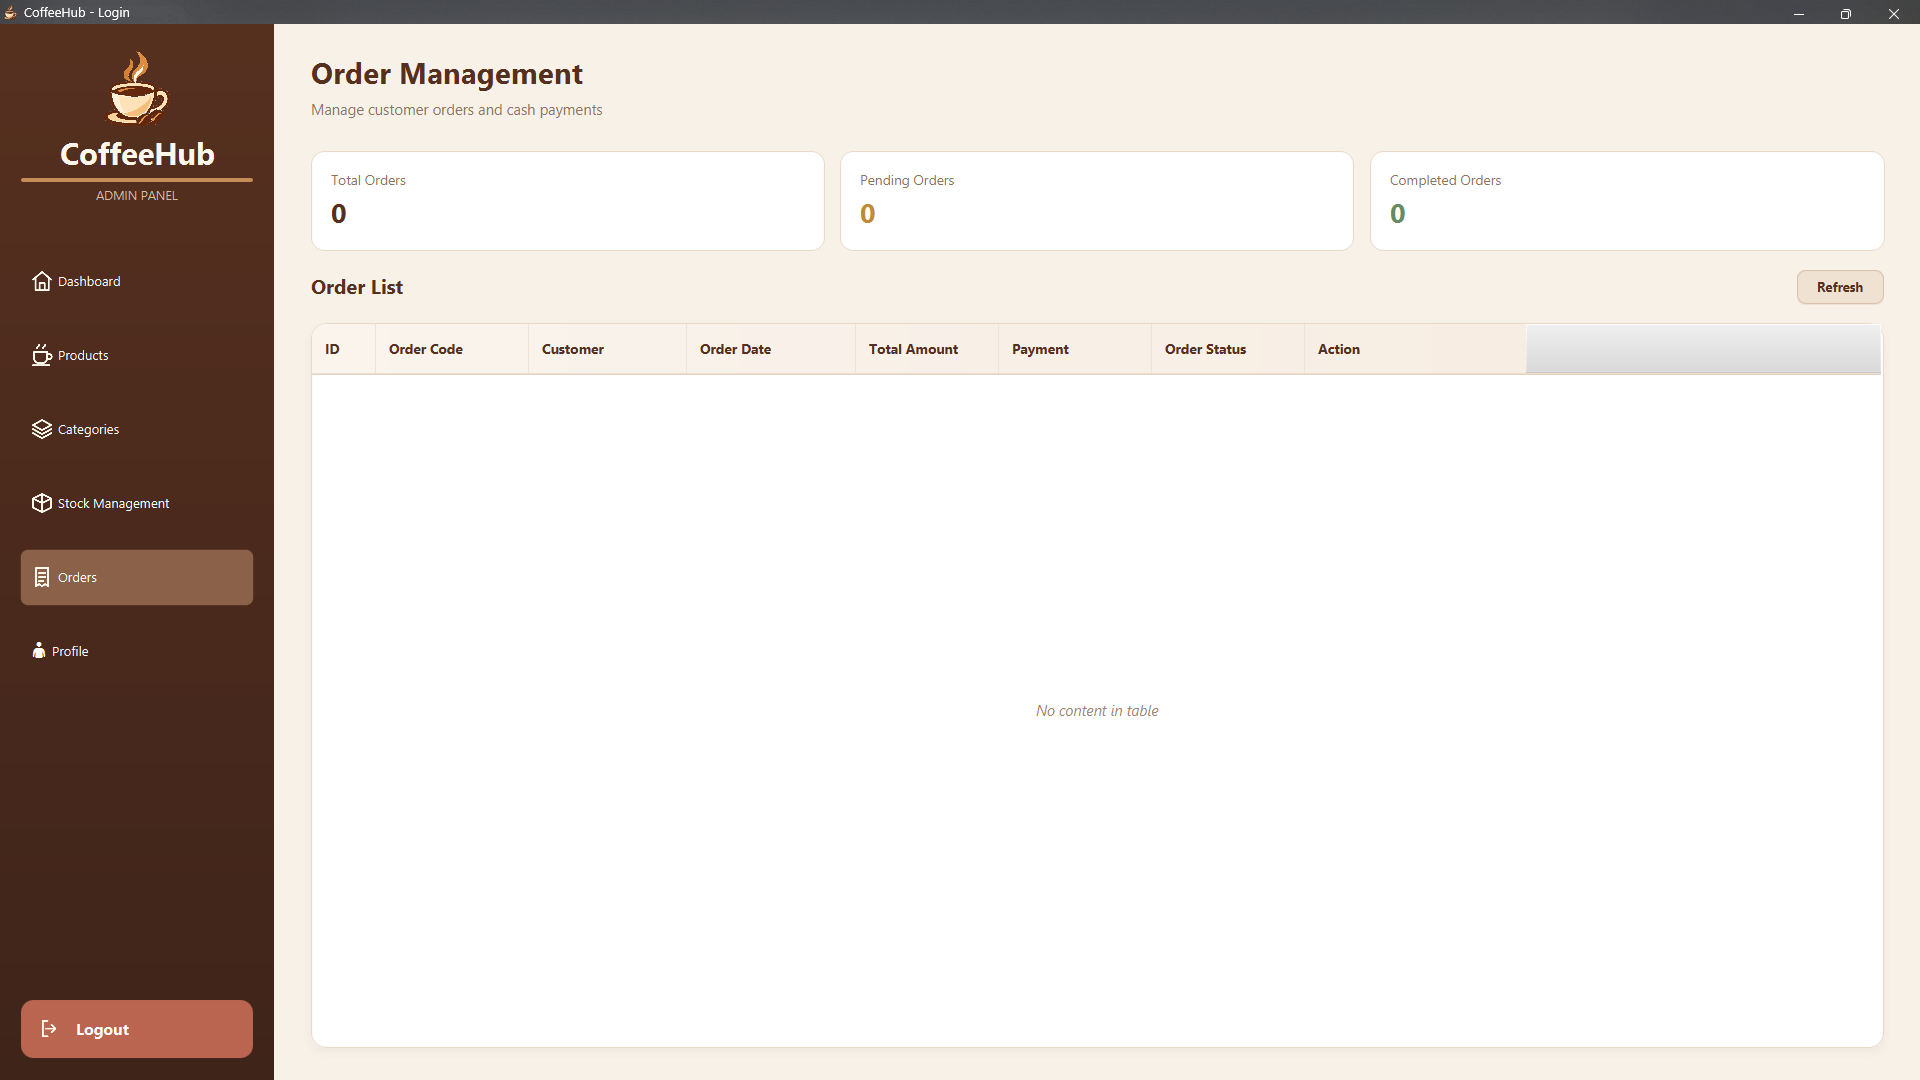 CoffeeHub - Login
CoffeeHub
ADMIN PANEL
Dashboard
Products
Categories
Stock Management
Orders
Profile
Logout
Order Management
Manage customer orders and cash payments
Total Orders
0
Pending Orders
0
Completed Orders
0
Order List
Refresh
ID Order Code Customer Order Date Total Amount Payment Order Status Action
No content in table